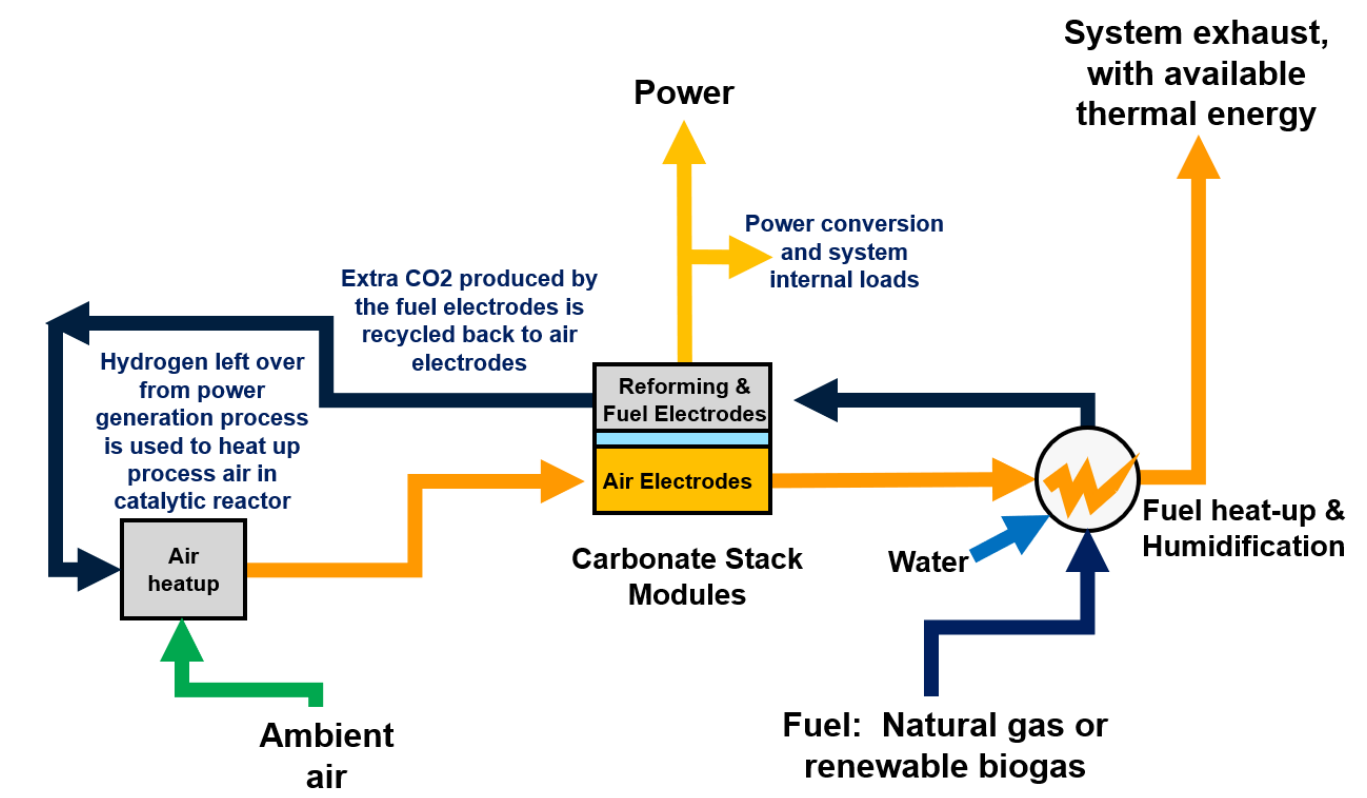 System exhaust,
with available
thermal energy
Power
Power conversion
and system
internal loads
Extra CO2 produced by
the fuel electrodes is
recycled back to air
electrodes
Hydrogen left over
from power
generation process
is used to heat up
process air in
catalytic reactor
Reforming &
Fuel Electrodes
Air Electrodes
Carbonate Stack
Modules
Fuel heat-up &
Humidification
Water
Air
heatup
Ambient
air
Fuel:  Natural gas or
renewable biogas